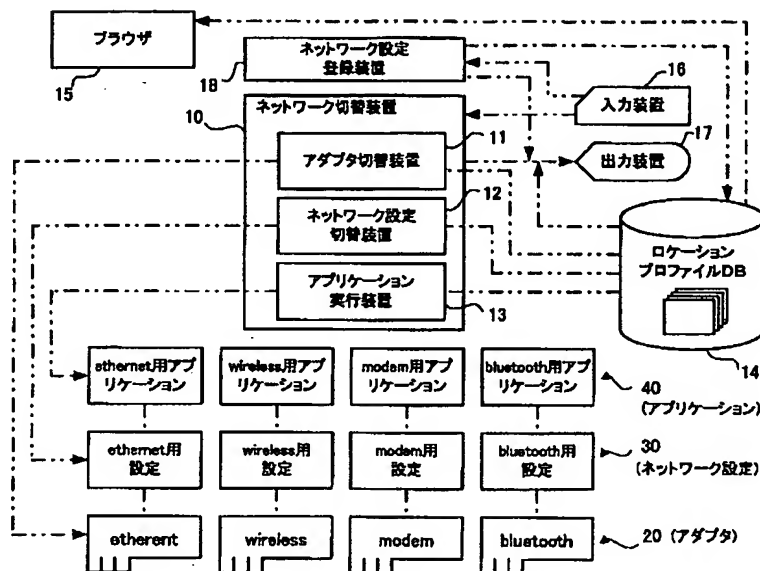 ブラウザ
15
ネットワーク設定
登録装置
18
16
入力装置
ネットワーク切替装置
10
11
アダプタ切替装置
17
出力装置
12
ネットワーク設定
切替装置
ロケーション
プロファイルDB
アプリケーション
実行装置
13
14
ethernet用アプ
リケーション
wireless用アプ
リケーション
modem用アプ
リケーション
bluetooth用アプ
リケーション
40
(アプリケーション)
ethernet用
設定
wireless用
設定
modem用
設定
bluetooth用
設定
30
(ネットワーク設定)
etherent
wireless
modem
bluetooth
20 (アダプタ)